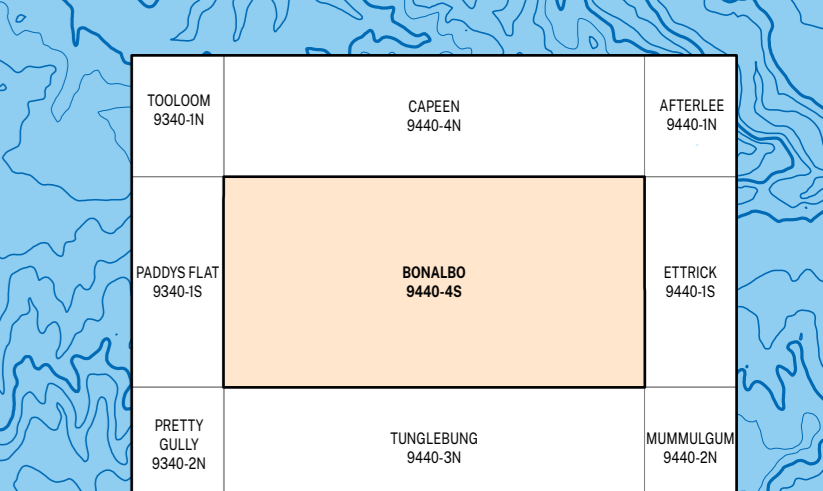 TOOLOOM
9340-1N
CAPEEN
9440-4N
AFTERLEE
9440-1N
PADDYS FLAT
9340-1S
BONALBO
9440-4S
ETTRICK
9440-1S
PRETTY
GULLY
9340-2N
TUNGLEBUNG
9440-3N
MUMMULGUM
9440-2N